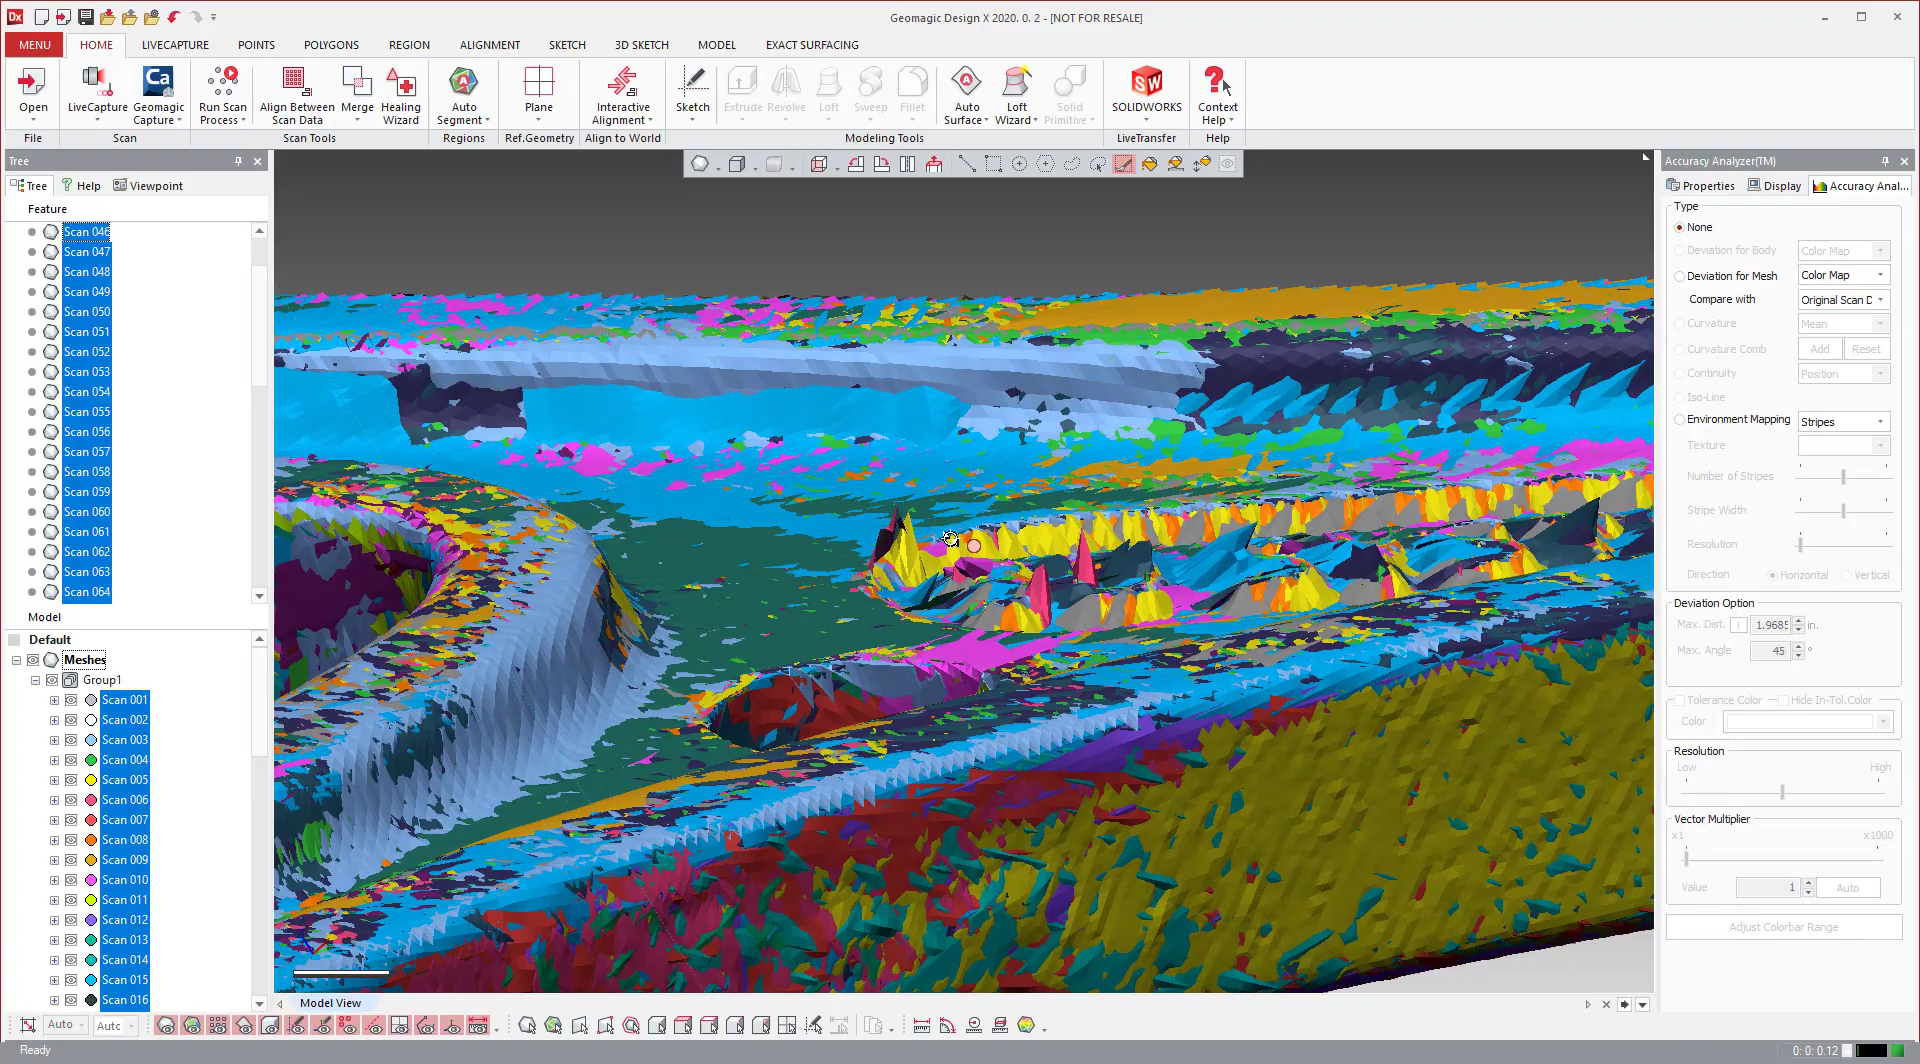 Dx
Geomagic Design X 2020. 0. 2 - [NOT FOR RESALE]
MENU HOME LIVECAPTURE POINTS POLYGONS REGION ALIGNMENT SKETCH 3D SKETCH MODEL EXACT SURFACING
Open
LiveCapture
Geomagic Capture
Run Scan Process
Align Between Scan Data
Merge
Healing Wizard
Auto Segment
Plane
Interactive Alignment
Sketch
Extrude
Revolve
Loft
Sweep
Fillet
Auto Surface
Loft Wizard
Solid Primitive
SOLIDWORKS
Context Help
File Scan Scan Tools Regions Ref.Geometry Align to World Modeling Tools LiveTransfer Help
Tree
Tree Help Viewpoint
Feature
Scan 046
Scan 047
Scan 048
Scan 049
Scan 050
Scan 051
Scan 052
Scan 053
Scan 054
Scan 055
Scan 056
Scan 057
Scan 058
Scan 059
Scan 060
Scan 061
Scan 062
Scan 063
Scan 064
Model
Default
Meshes
Group1
Scan 001
Scan 002
Scan 003
Scan 004
Scan 005
Scan 006
Scan 007
Scan 008
Scan 009
Scan 010
Scan 011
Scan 012
Scan 013
Scan 014
Scan 015
Scan 016
Model View
Accuracy Analyzer(TM)
Properties Display Accuracy Anal...
Type
None
Deviation for Body Color Map
Deviation for Mesh Color Map
Compare with Original Scan D
Curvature Mean
Curvature Comb Add Reset
Continuity Position
Iso-Line
Environment Mapping Stripes
Texture
Number of Stripes
Stripe Width
Resolution
Direction Horizontal Vertical
Deviation Option
Max. Dist. 1.9685 in.
Max. Angle 45 °
Tolerance Color Hide In-Tol.Color
Color
Resolution
Low High
Vector Multiplier
x1 x1000
Value 1 Auto
Adjust Colorbar Range
Auto Autc
Ready
0: 0: 0.12